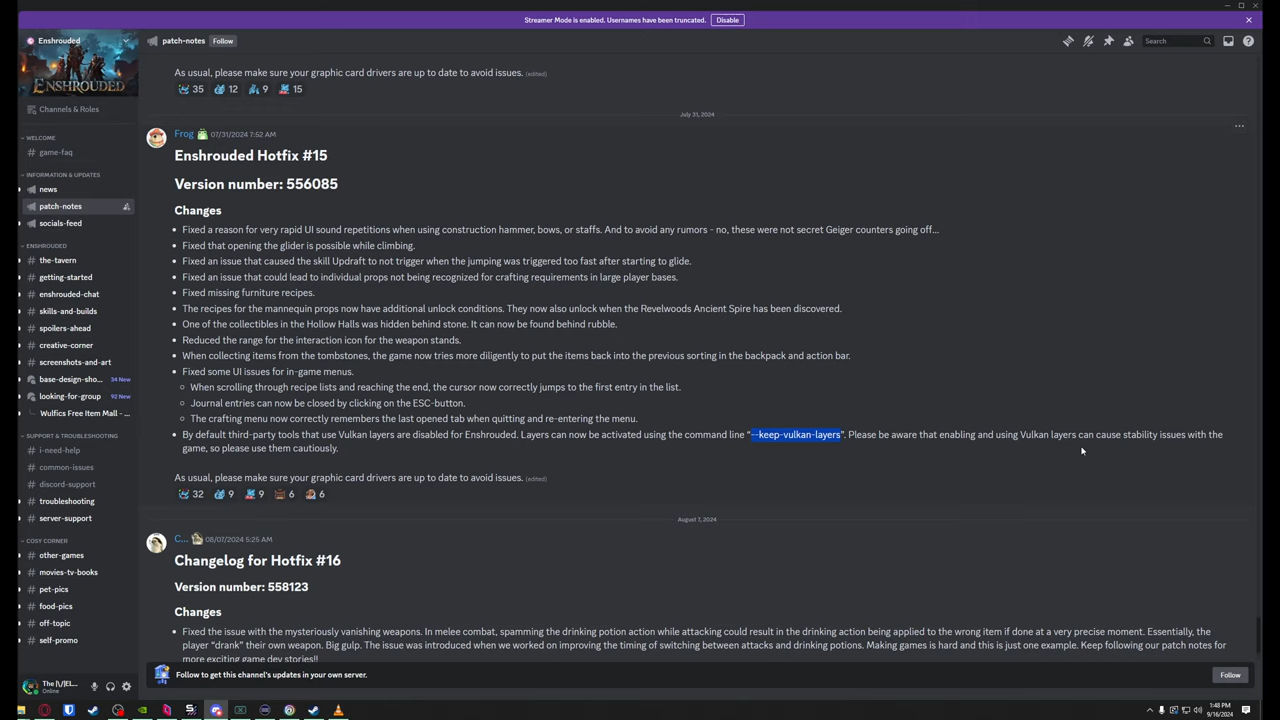 Streamer Mode is enabled. Usernames have been truncated. Disable
Enshrouded
patch-notes Follow
Search
ENSHROUDED
Channels & Roles
WELCOME
game-faq
INFORMATION & UPDATES
news
patch-notes
socials-feed
ENSHROUDED
the-tavern
getting-started
enshrouded-chat
skills-and-builds
spoilers-ahead
creative-corner
screenshots-and-art
base-design-sho... 34 New
looking-for-group 92 New
Wulfics Free Item Mall - ...
SUPPORT & TROUBLESHOOTING
i-need-help
common-issues
discord-support
troubleshooting
server-support
COSY CORNER
other-games
movies-tv-books
pet-pics
food-pics
off-topic
self-promo
The |\/|EL...
Online
As usual, please make sure your graphic card drivers are up to date to avoid issues. (edited)
35 12 9 15
July 31, 2024
Frog 07/31/2024 7:52 AM
Enshrouded Hotfix #15
Version number: 556085
Changes
• Fixed a reason for very rapid UI sound repetitions when using construction hammer, bows, or staffs. And to avoid any rumors - no, these were not secret Geiger counters going off...
• Fixed that opening the glider is possible while climbing.
• Fixed an issue that caused the skill Updraft to not trigger when the jumping was triggered too fast after starting to glide.
• Fixed an issue that could lead to individual props not being recognized for crafting requirements in large player bases.
• Fixed missing furniture recipes.
• The recipes for the mannequin props now have additional unlock conditions. They now also unlock when the Revelwoods Ancient Spire has been discovered.
• One of the collectibles in the Hollow Halls was hidden behind stone. It can now be found behind rubble.
• Reduced the range for the interaction icon for the weapon stands.
• When collecting items from the tombstones, the game now tries more diligently to put the items back into the previous sorting in the backpack and action bar.
• Fixed some UI issues for in-game menus.
○ When scrolling through recipe lists and reaching the end, the cursor now correctly jumps to the first entry in the list.
○ Journal entries can now be closed by clicking on the ESC-button.
○ The crafting menu now correctly remembers the last opened tab when quitting and re-entering the menu.
• By default third-party tools that use Vulkan layers are disabled for Enshrouded. Layers can now be activated using the command line “--keep-vulkan-layers”. Please be aware that enabling and using Vulkan layers can cause stability issues with the
game, so please use them cautiously.
As usual, please make sure your graphic card drivers are up to date to avoid issues. (edited)
32 9 9 6 6
August 7, 2024
C... 08/07/2024 5:25 AM
Changelog for Hotfix #16
Version number: 558123
Changes
• Fixed the issue with the mysteriously vanishing weapons. In melee combat, spamming the drinking potion action while attacking could result in the drinking action being applied to the wrong item if done at a very precise moment. Essentially, the
player “drank” their own weapon. Big gulp. The issue was introduced when we worked on improving the timing of switching between attacks and drinking potions. Making games is hard and this is just one example. Keep following our patch notes for
more exciting game dev stories!!
Follow to get this channel's updates in your own server. Follow
1:48 PM
9/16/2024